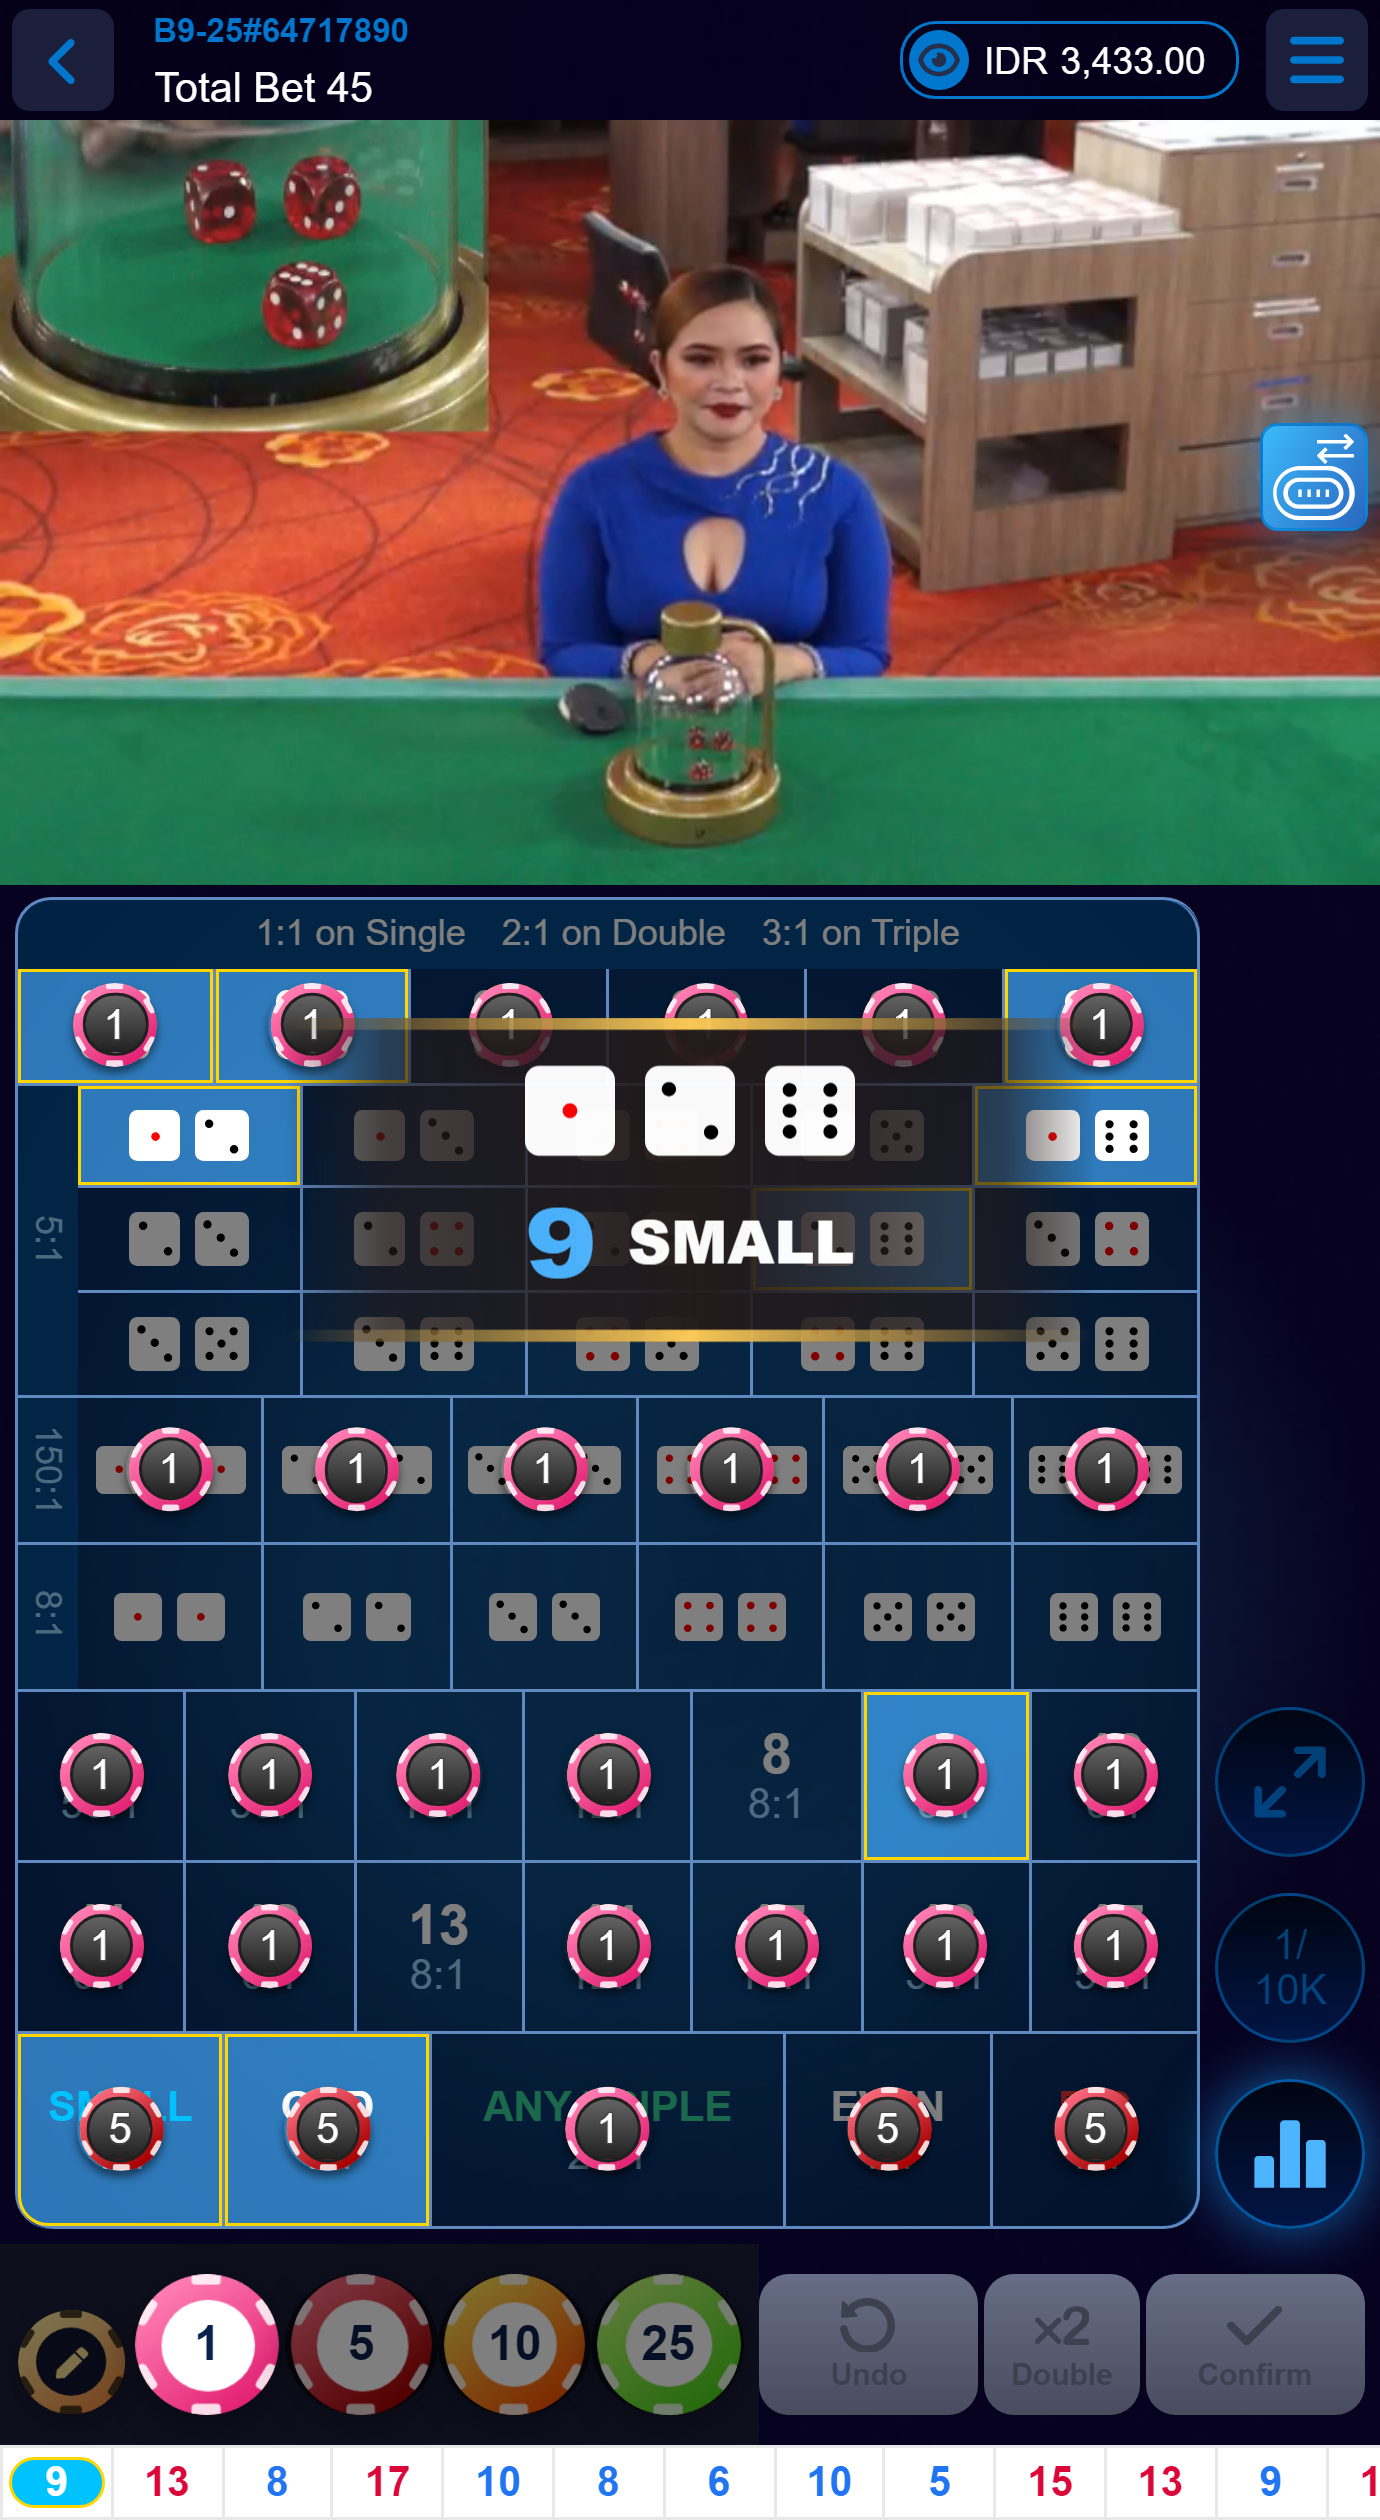 B9-25#64717890
Total Bet 45
IDR 3,433.00
1:1 on Single 2:1 on Double 3:1 on Triple
1 1 1 1 1 1
9 SMALL
5:1
150:1
1 1 1 1 1 1
8:1
1 1 1 1 8 1 1
8:1
1 1 13 1 1 1 1
8:1
5 5 ANY 1 5 5
1/
10K
1 5 10 25
x2
Undo Double Confirm
9 13 8 17 10 8 6 10 5 15 13 9